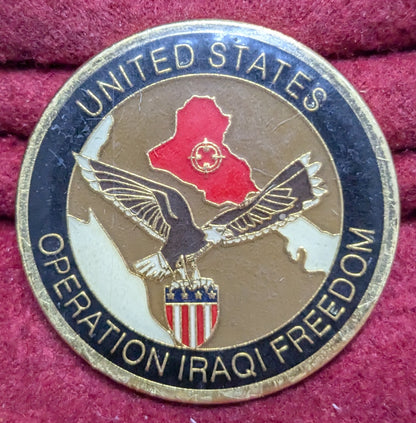 UNITED STATES
OPERATION IRAQI FREEDOM